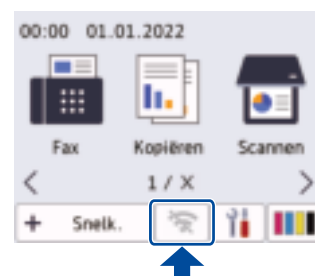 00:00 01.01.2022
Fax Kopiëren Scannen
1 / X
+ Snelk.